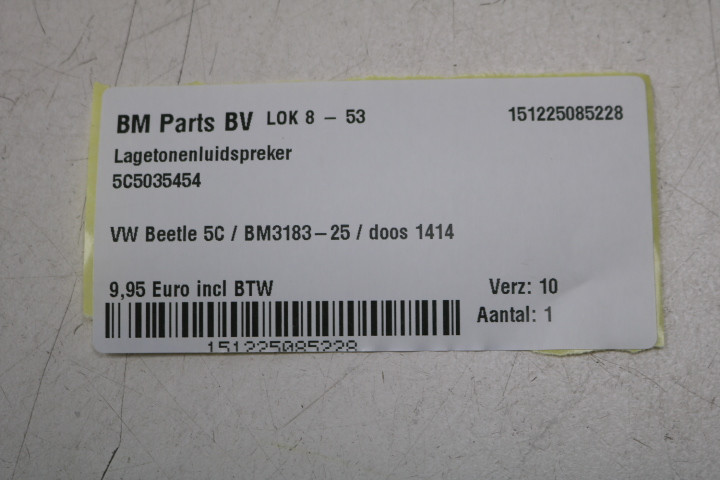 BM Parts BV LOK 8 - 53 151225085228
Lagetonenluidspreker
5C5035454
VW Beetle 5C / BM3183-25 / doos 1414
9,95 Euro incl BTW Verz: 10
Aantal: 1
151225085228